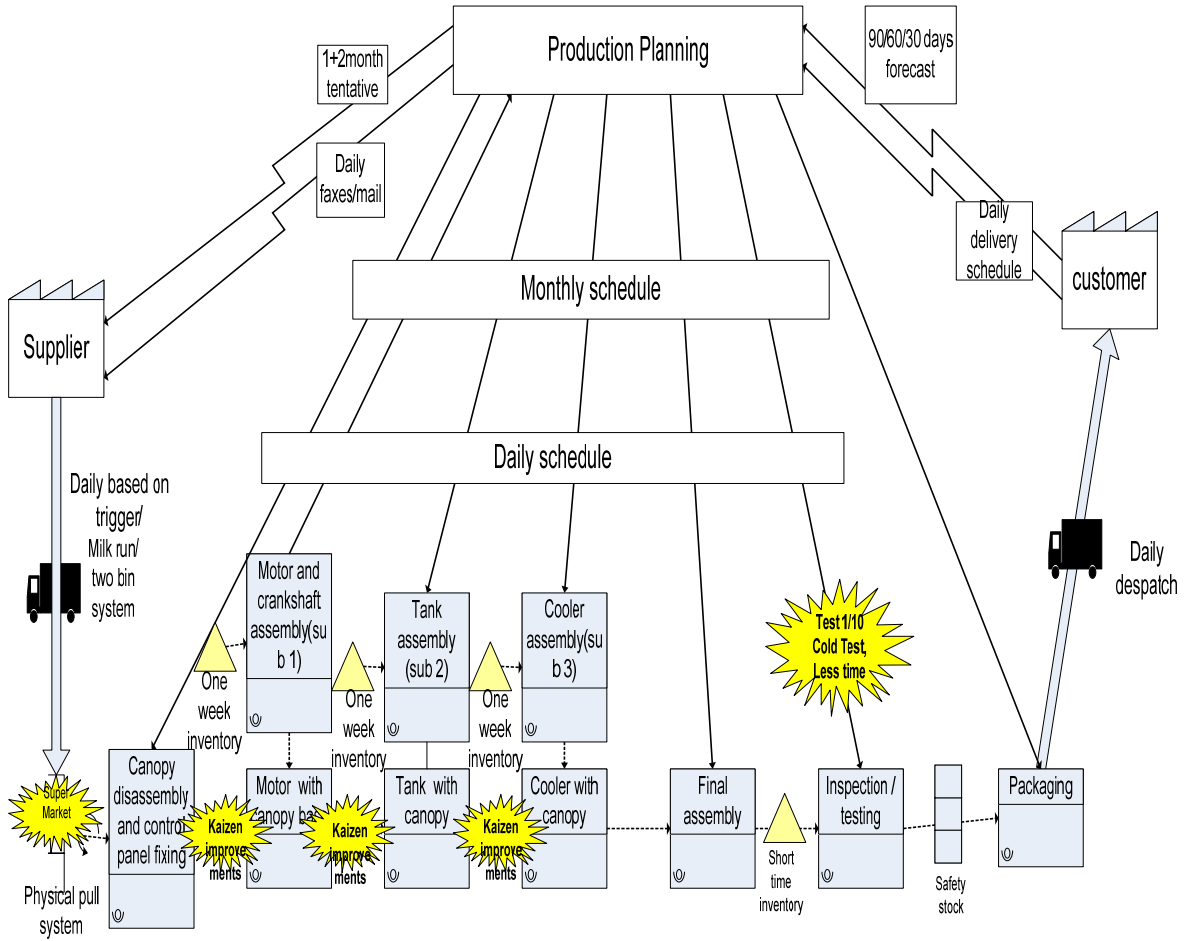 Production Planning
1+2month
tentative
90/60/30 days
forecast
Daily
faxes/mail
Daily
delivery
schedule
customer
Monthly schedule
Supplier
Daily schedule
Daily based on
trigger/
Milk run/
two bin
system
Daily
despatch
Motor and
crankshaft
assembly(su
b 1)
Tank
assembly
(sub 2)
Cooler
assembly(su
b 3)
Test 1/10
Cold Test,
Less time
One
week
inventory
One
week
inventory
One
week
inventory
Super
Market
Physical pull
system
Canopy
disassembly
and control
panel fixing
Kaizen
improve
ments
Motor with
canopy
Kaizen
improve
ments
Tank with
canopy
Kaizen
improve
ments
Cooler with
canopy
Final
assembly
Short
time
inventory
Inspection /
testing
Safety
stock
Packaging